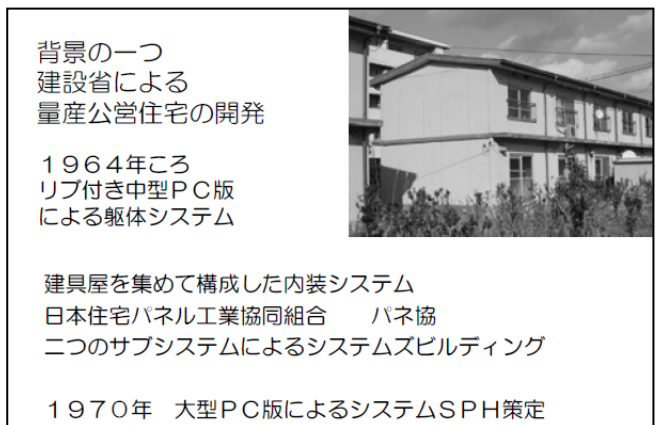 背景の一つ
建設省による
量産公営住宅の開発
１９６４年ころ
リブ付き中型ＰＣ版
による躯体システム
建具屋を集めて構成した内装システム
日本住宅パネル工業協同組合　　パネ協
二つのサブシステムによるシステムズビルディング
１９７０年　大型ＰＣ版によるシステムＳＰＨ策定